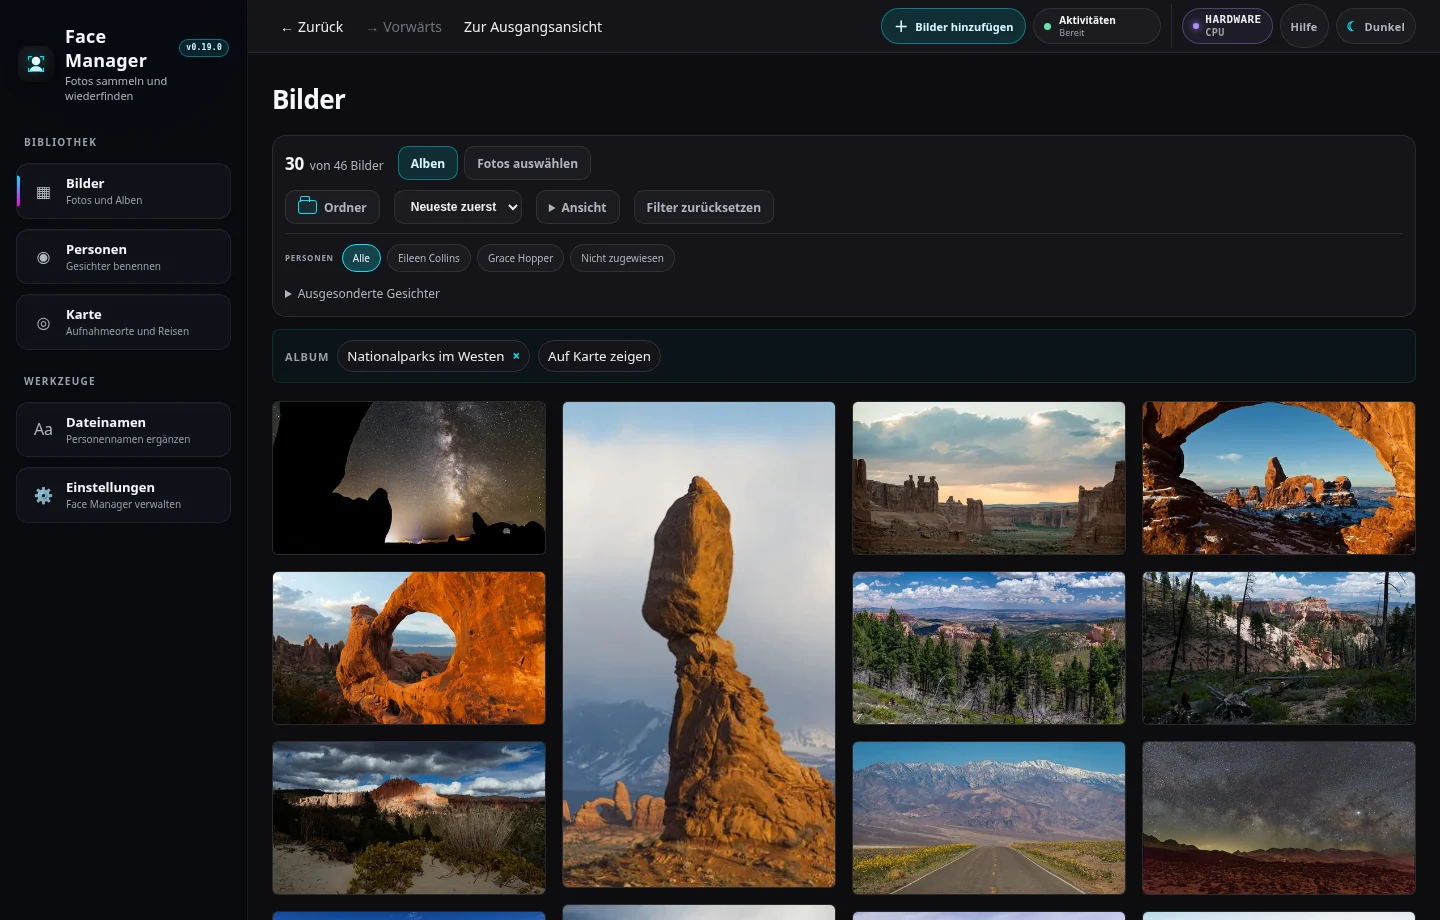 Face
Manager
v0.19.0
Fotos sammeln und
wiederfinden
BIBLIOTHEK
Bilder
Fotos und Alben
Personen
Gesichter benennen
Karte
Aufnahmeorte und Reisen
WERKZEUGE
Aa
Dateinamen
Personennamen ergänzen
Einstellungen
Face Manager verwalten
← Zurück
→ Vorwärts
Zur Ausgangsansicht
+ Bilder hinzufügen
Aktivitäten
Bereit
HARDWARE
CPU
Hilfe
Dunkel
Bilder
30 von 46 Bilder
Alben
Fotos auswählen
Ordner
Neueste zuerst
Ansicht
Filter zurücksetzen
PERSONEN
Alle
Eileen Collins
Grace Hopper
Nicht zugewiesen
Ausgesonderte Gesichter
ALBUM
Nationalparks im Westen ×
Auf Karte zeigen